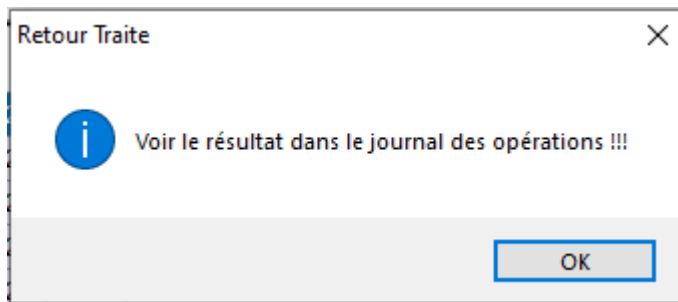 Retour Traite
Voir le résultat dans le journal des opérations !!!
OK